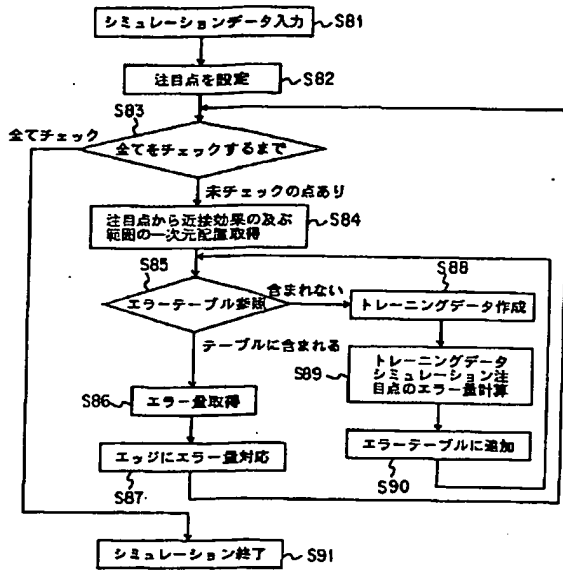 シミュレーションデータ入力
S81
注目点を設定
S82
S83
全てチェック
全てをチェックするまで
未チェックの点あり
注目点から近接効果の及ぶ
範囲の一次元配置取得
S84
S85
エラーテーブル参照
含まれない
S88
トレーニングデータ作成
テーブルに含まれる
S86
エラー量取得
S89
トレーニングデータ
シミュレーション注
目点のエラー量計算
エッジにエラー量対応
S87
エラーテーブルに追加
S90
シミュレーション終了
S91